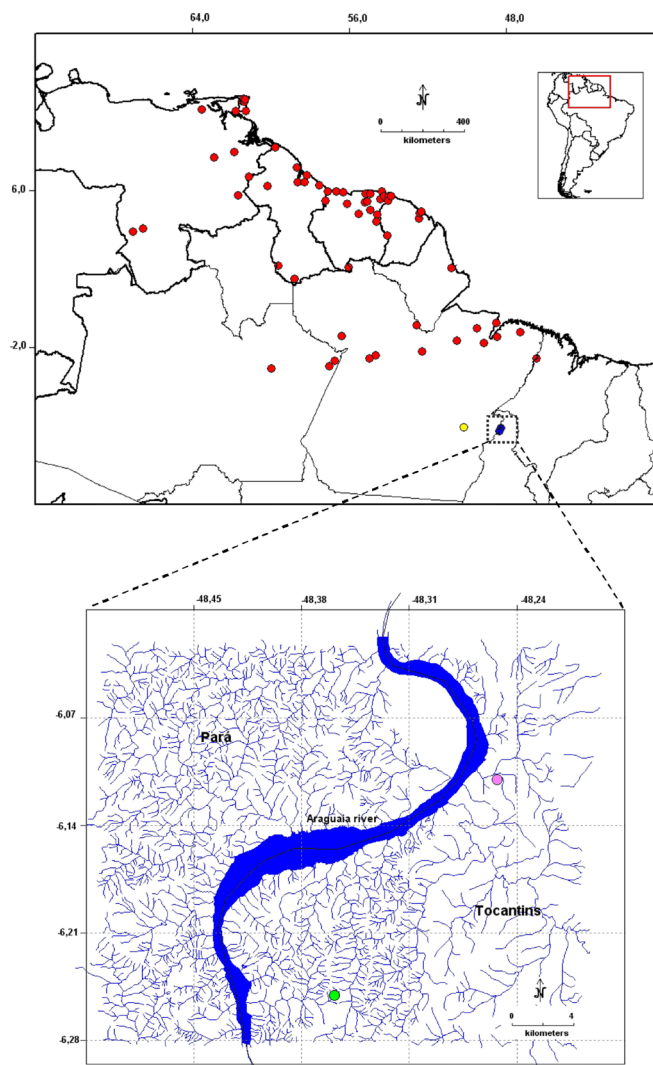 64,0 56,0 48,0
N
0 400
kilometers
6,0
-2,0
-48,45 -48,38 -48,31 -48,24
-6,07
Pará
Araguaia river
-6,14
Tocantins
-6,21
N
0 4
kilometers
-6,28